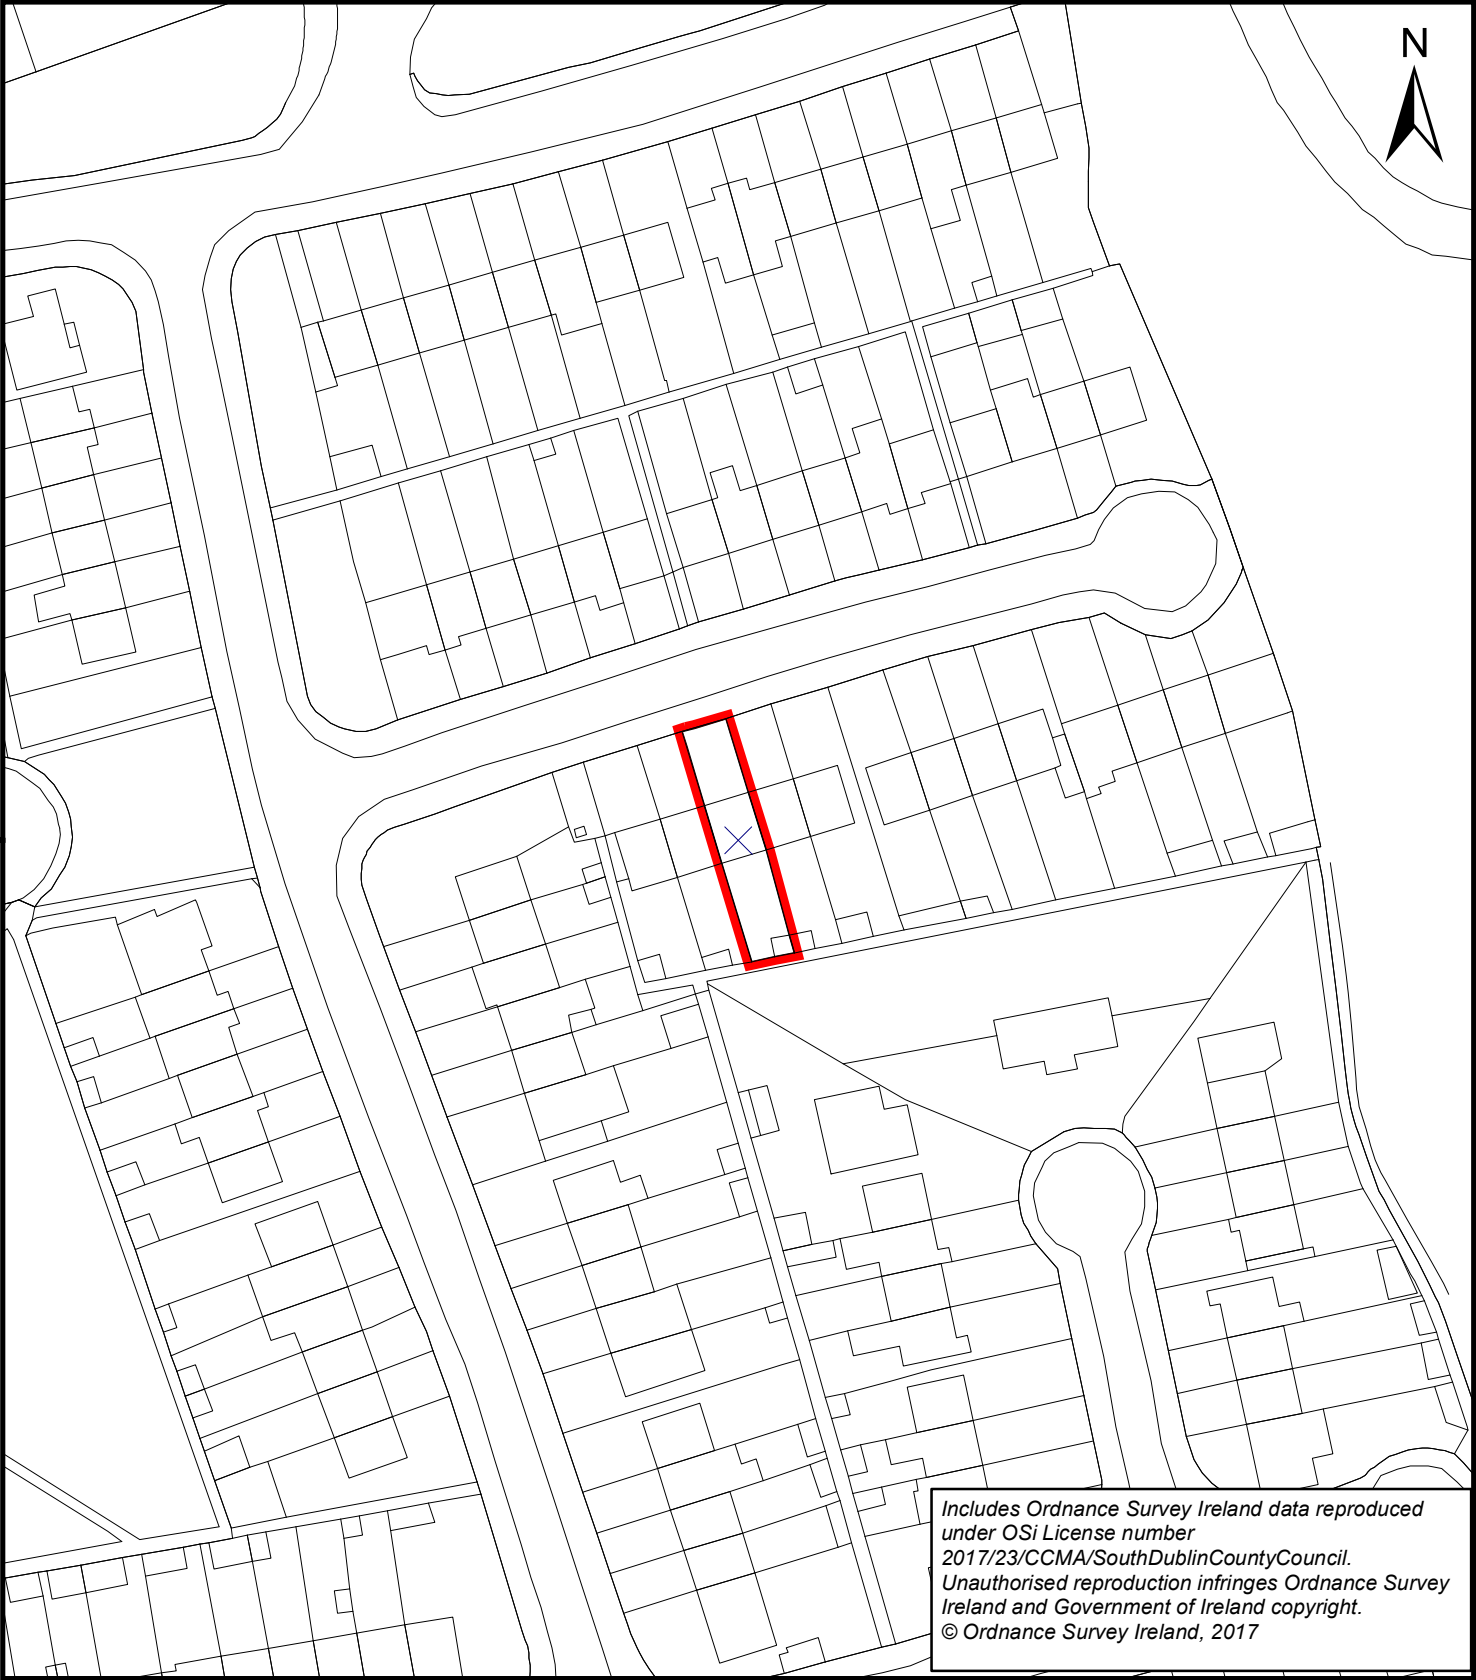 N
Includes Ordnance Survey Ireland data reproduced
under OSi License number
2017/23/CCMA/SouthDublinCountyCouncil.
Unauthorised reproduction infringes Ordnance Survey
Ireland and Government of Ireland copyright.
© Ordnance Survey Ireland, 2017